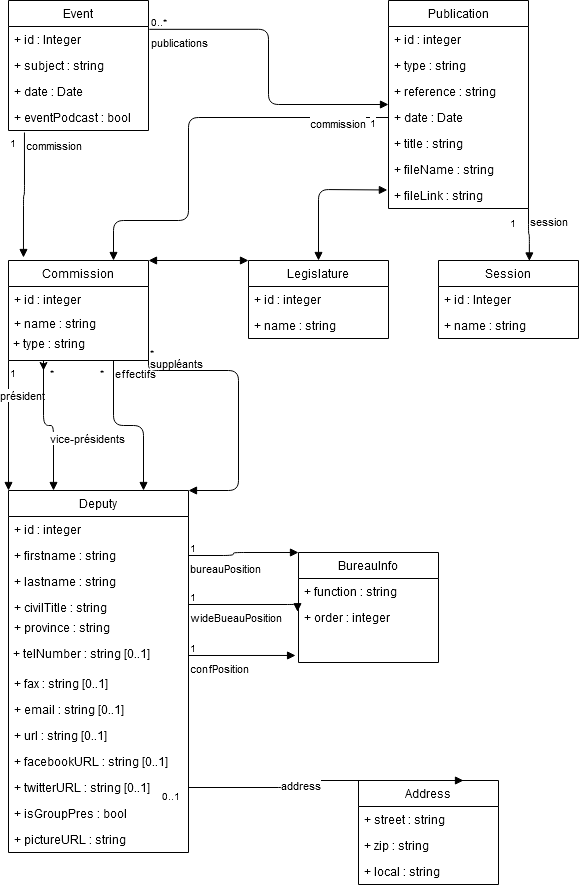 Event
+ id : Integer
+ subject : string
+ date : Date
+ eventPodcast : bool
0..*
publications
Publication
+ id : integer
+ type : string
+ reference : string
+ date : Date
+ title : string
+ fileName : string
+ fileLink : string
commission
1
1
commission
1
session
Commission
+ id : integer
+ name : string
+ type : string
Legislature
+ id : integer
+ name : string
Session
+ id : Integer
+ name : string
*
suppléants
1
*
*
effectifs
président
vice-présidents
Deputy
+ id : integer
+ firstname : string
+ lastname : string
+ civilTitle : string
+ province : string
+ telNumber : string [0..1]
+ fax : string [0..1]
+ email : string [0..1]
+ url : string [0..1]
+ facebookURL : string [0..1]
+ twitterURL : string [0..1]
+ isGroupPres : bool
+ pictureURL : string
1
bureauPosition
1
wideBueauPosition
1
confPosition
BureauInfo
+ function : string
+ order : integer
0..1
address
Address
+ street : string
+ zip : string
+ local : string